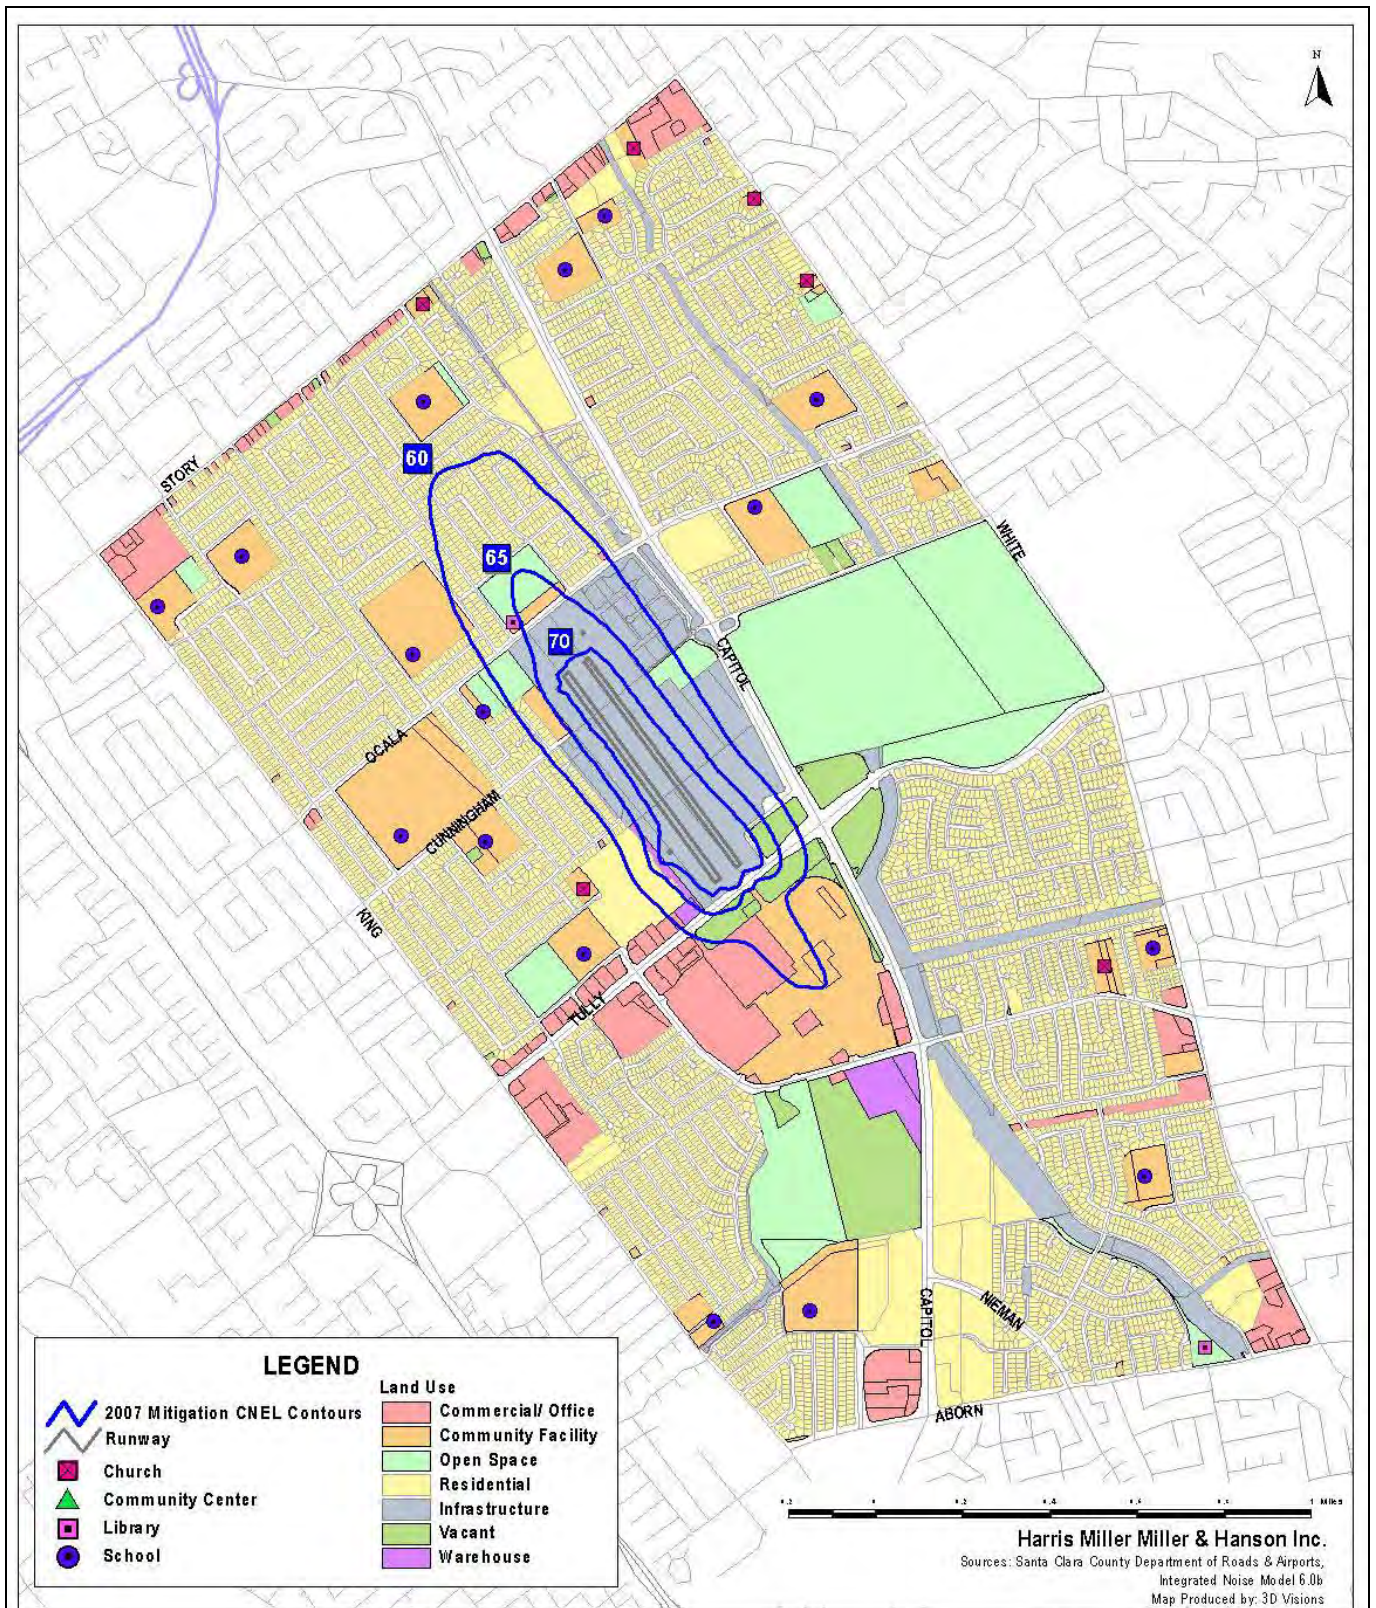 N
STORY
60
65
70
WHITE
CAPITOL
OCALA
CUNNINGHAM
KING
TULLY
CAPITOL
NIEMAN
ABORN
LEGEND
2007 Mitigation CNEL Contours
Runway
Church
Community Center
Library
School
Land Use
Commercial/ Office
Community Facility
Open Space
Residential
Infrastructure
Vacant
Warehouse
1 Miles
Harris Miller Miller & Hanson Inc.
Sources: Santa Clara County Department of Roads & Airports,
Integrated Noise Model 6.0b
Map Produced by: 3D Visions